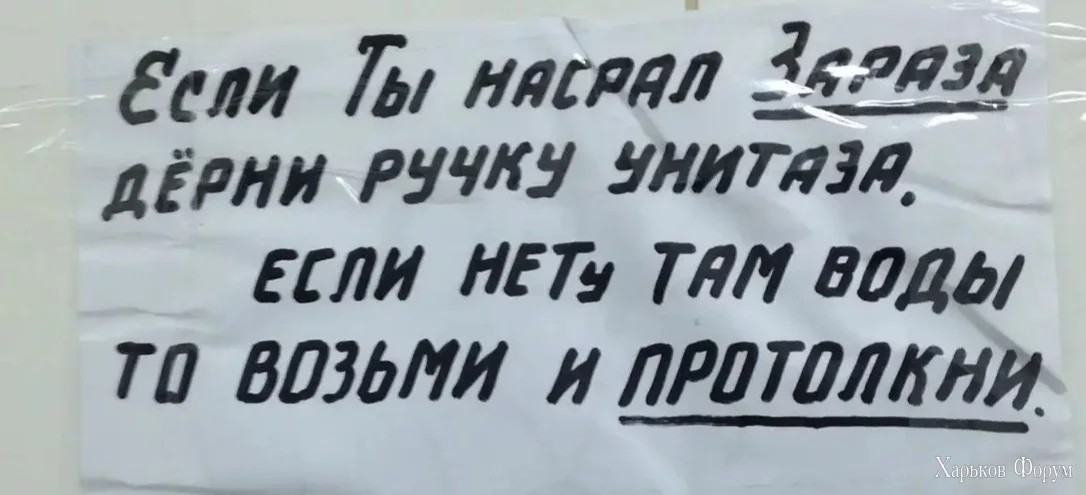 Если Ты насрал Зараза
дёрни ручку унитаза.
если нету там воды
то возьми и протолкни.
Харьков Форум